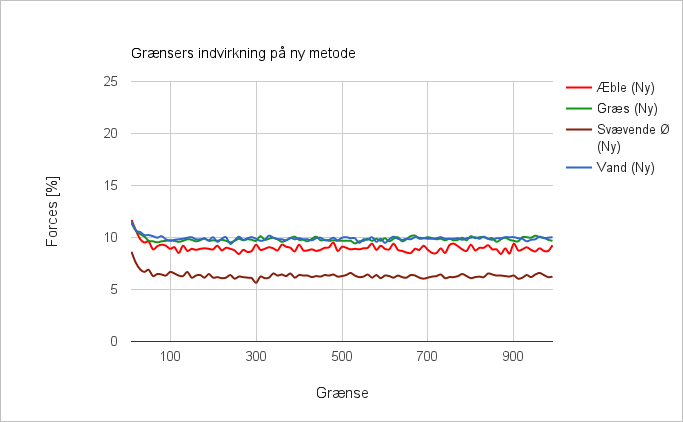 Grænsers indvirkning på ny metode
25
20
15
10
5
0
100
300
500
700
900
Forces [%]
Grænse
Æble (Ny)
Græs (Ny)
Svævende Ø
(Ny)
Vand (Ny)